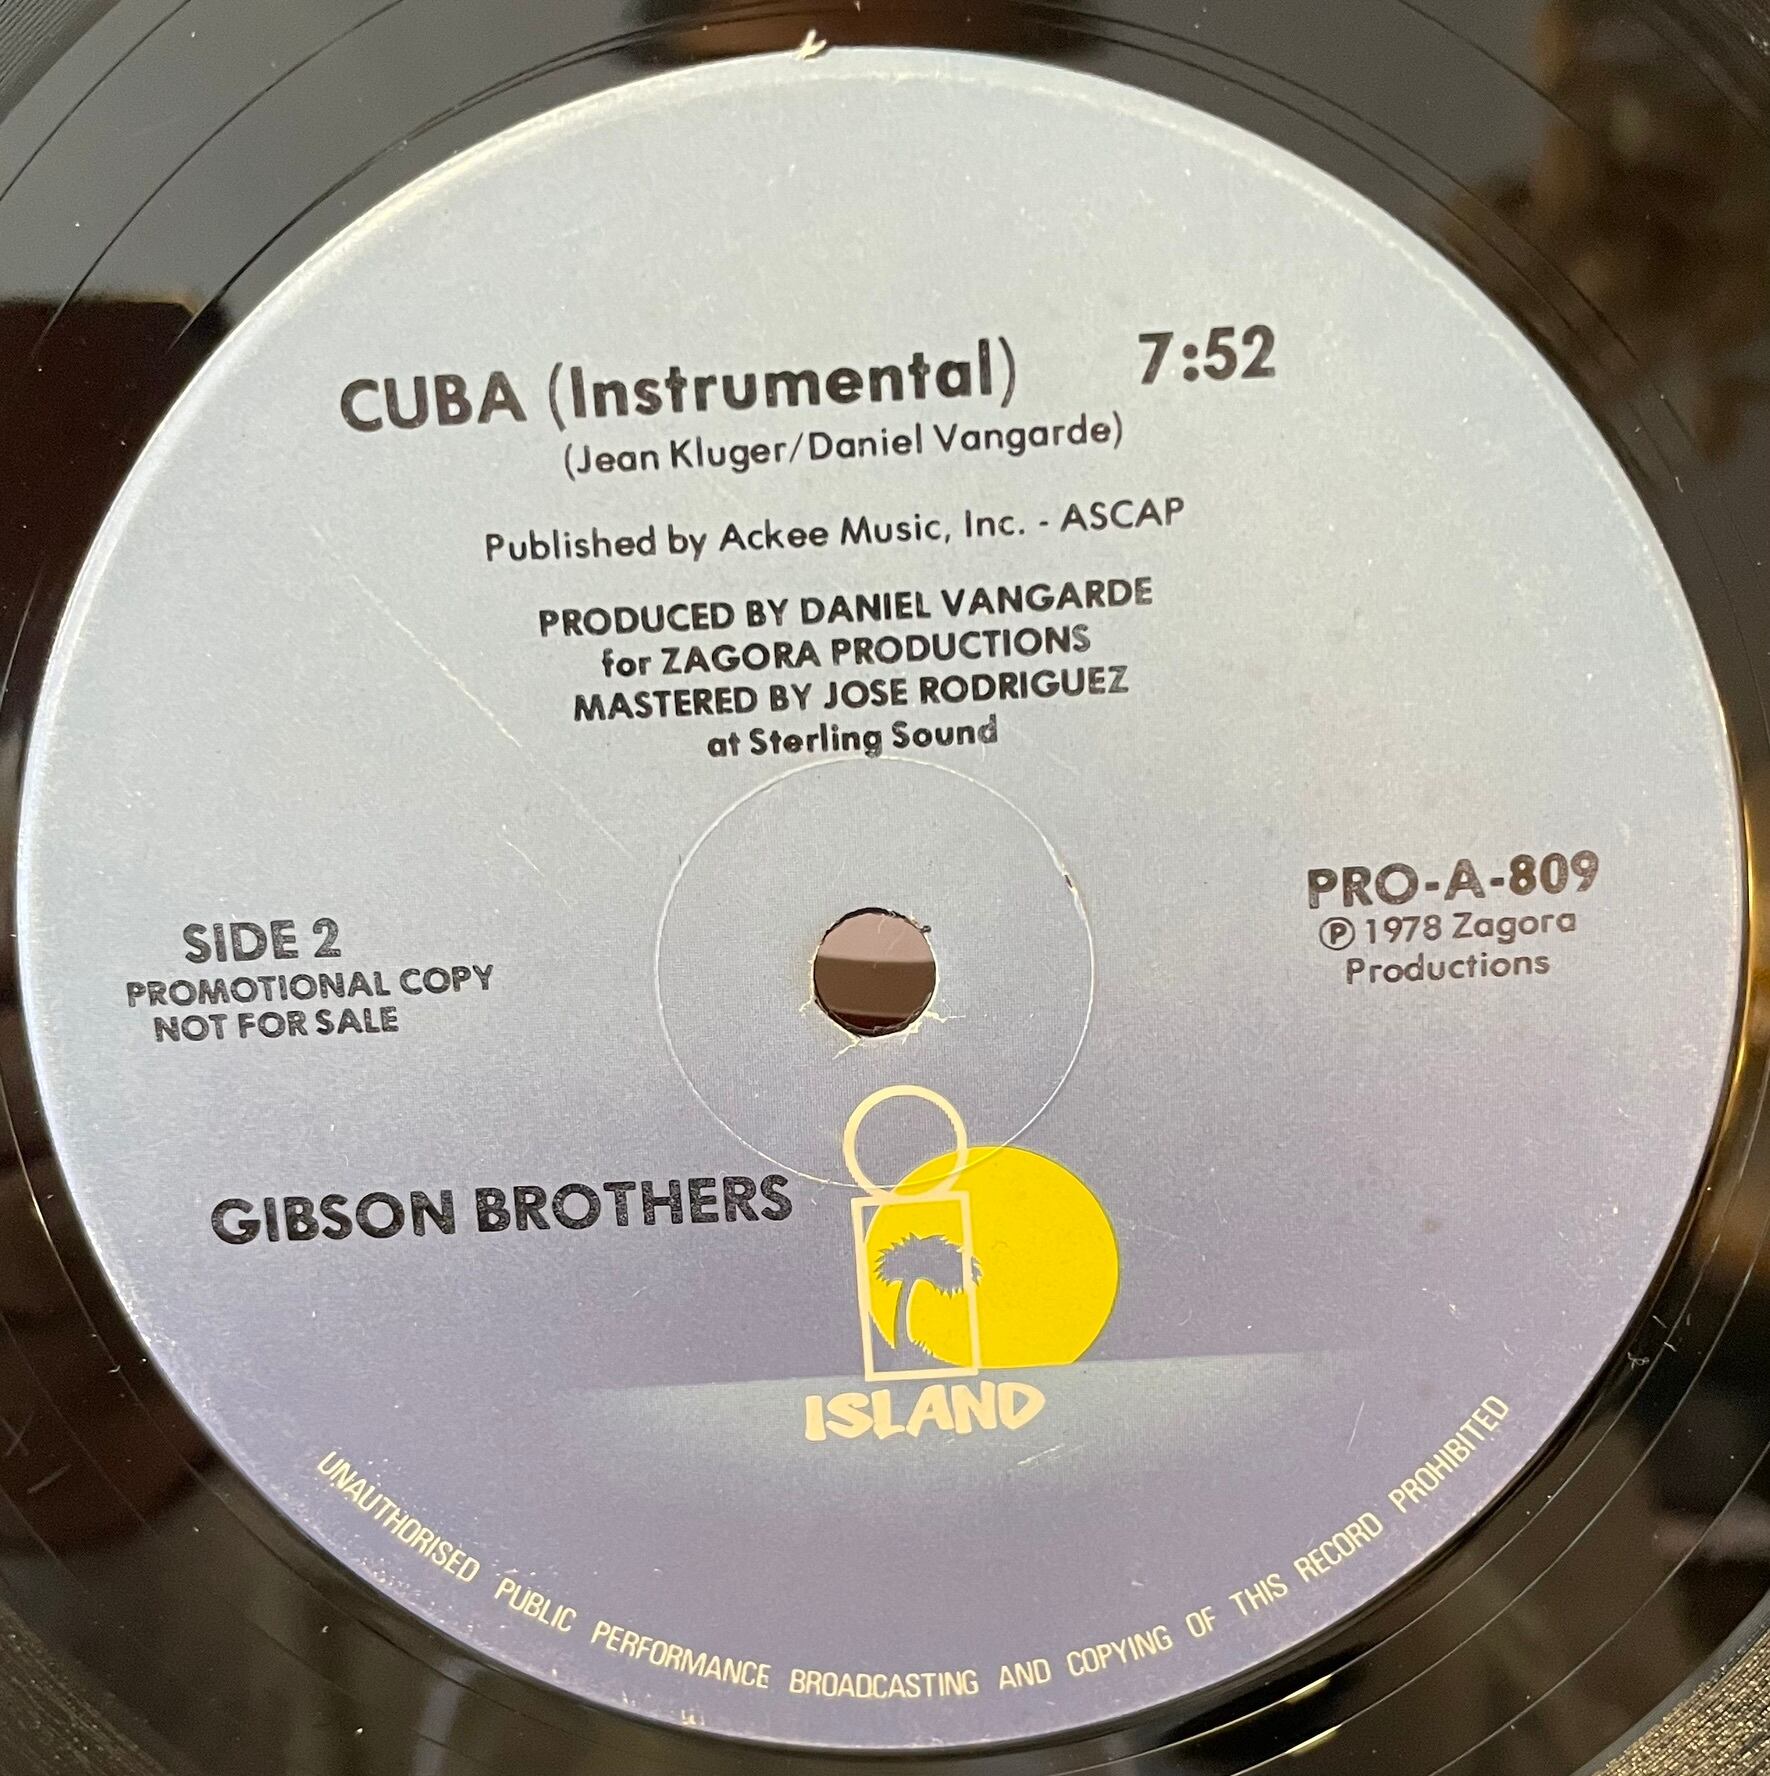 CUBA (Instrumental) 7:52
(Jean Kluger/Daniel Vangarde)
Published by Ackee Music, Inc. - ASCAP
PRODUCED BY DANIEL VANGARDE
for ZAGORA PRODUCTIONS
MASTERED BY JOSE RODRIGUEZ
at Sterling Sound
SIDE 2
PROMOTIONAL COPY
NOT FOR SALE
PRO-A-809
Ⓟ 1978 Zagora
Productions
GIBSON BROTHERS
ISLAND
UNAUTHORISED PUBLIC PERFORMANCE BROADCASTING AND COPYING OF THIS RECORD PROHIBITED